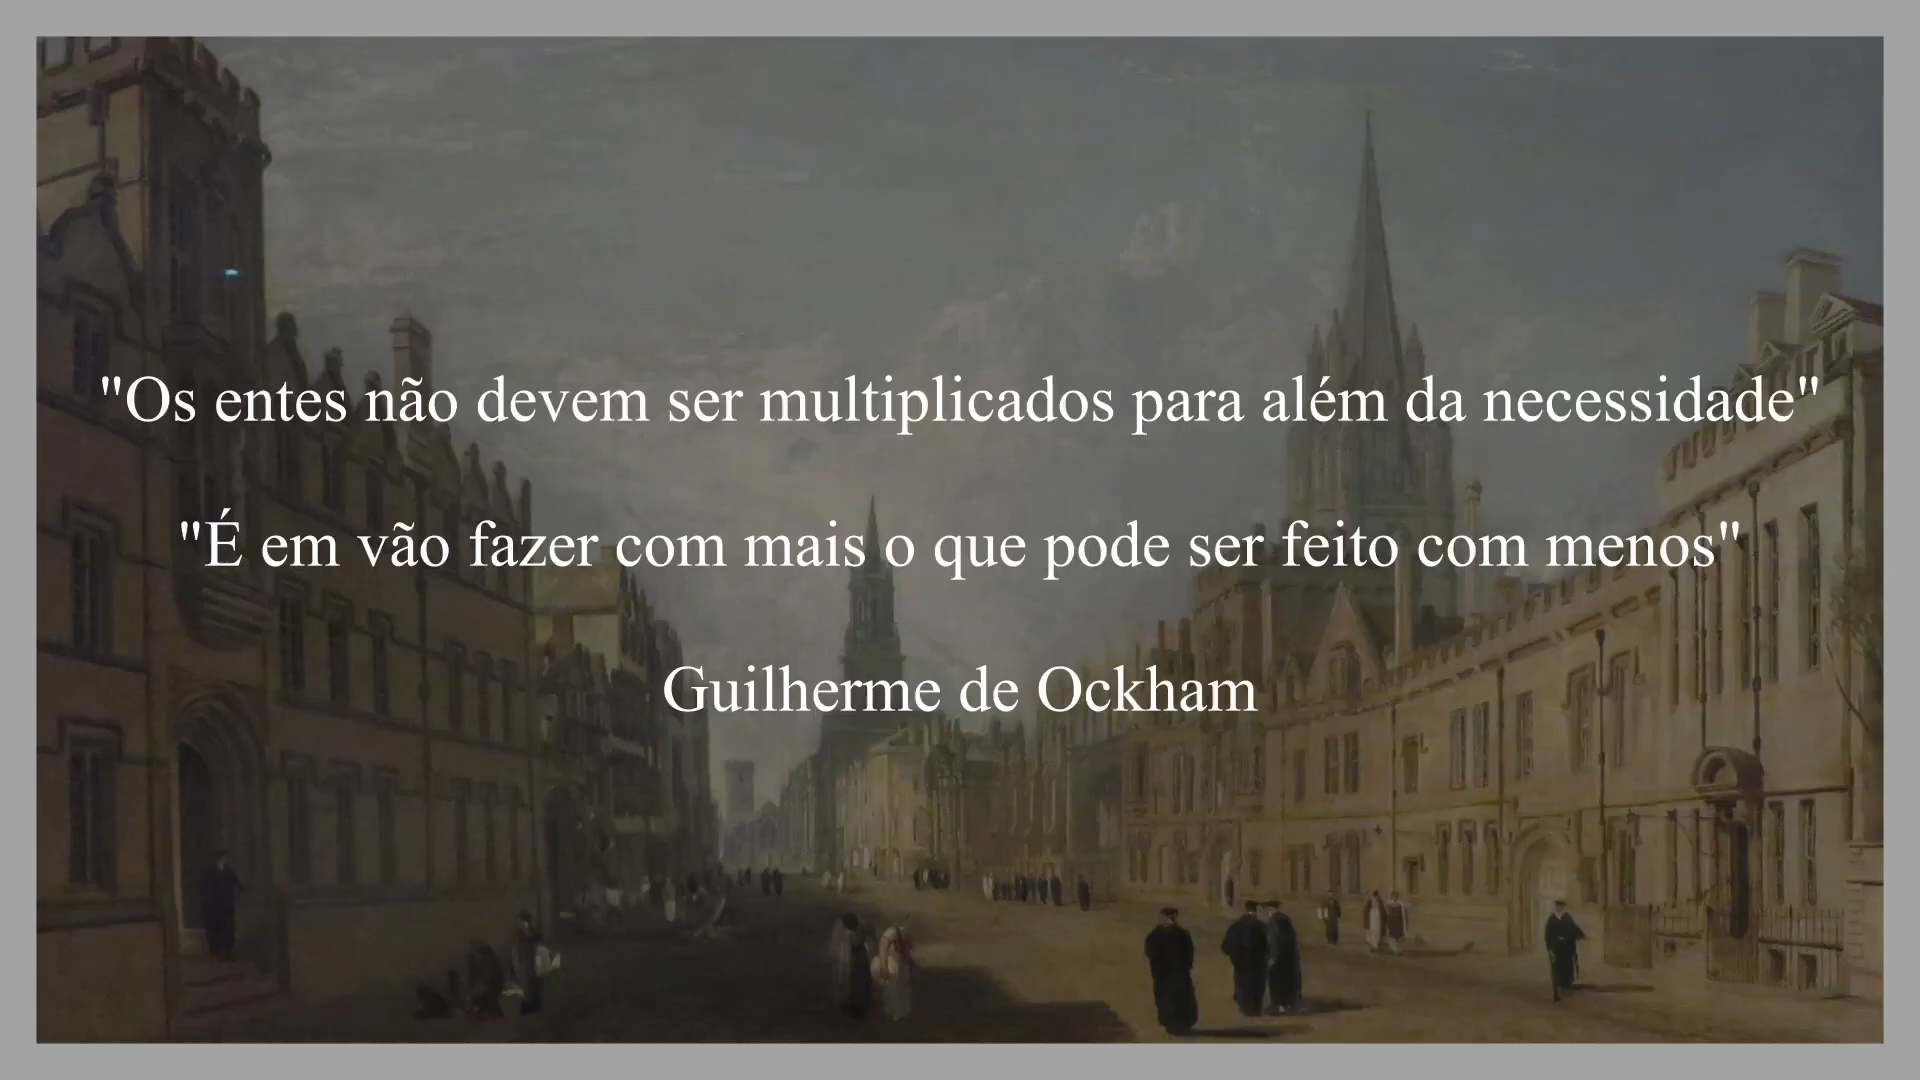 "Os entes não devem ser multiplicados para além da necessidade"
"É em vão fazer com mais o que pode ser feito com menos"
Guilherme de Ockham